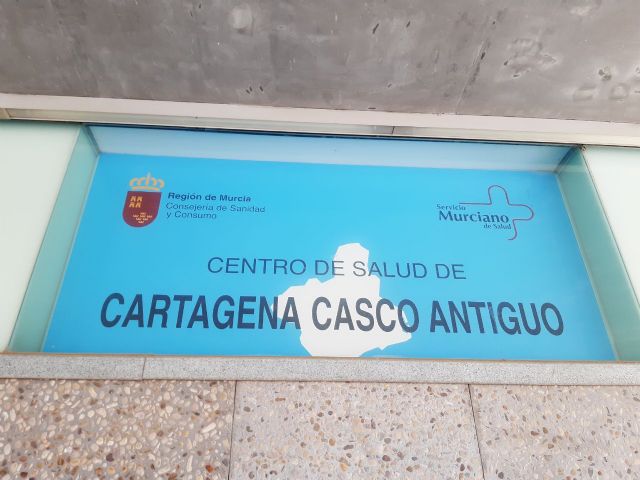 Región de Murcia
Consejería de Sanidad
y Consumo
Servicio
Murciano
de Salud
CENTRO DE SALUD DE
CARTAGENA CASCO ANTIGUO